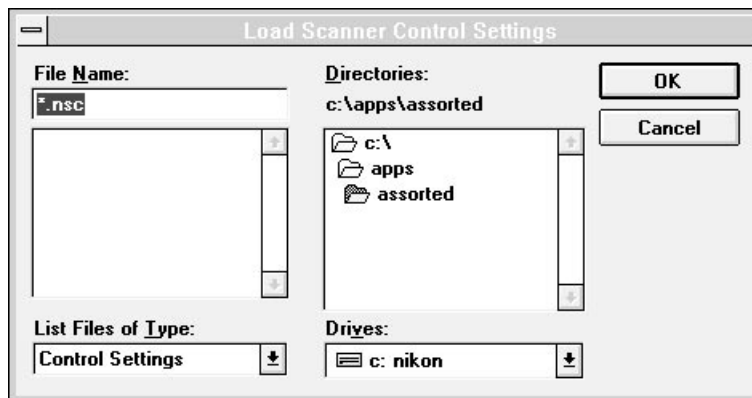 Load Scanner Control Settings
File Name:
*.nsc
Directories:
c:\apps\assorted
c:\
apps
assorted
OK
Cancel
List Files of Type:
Control Settings
Drives:
c: nikon